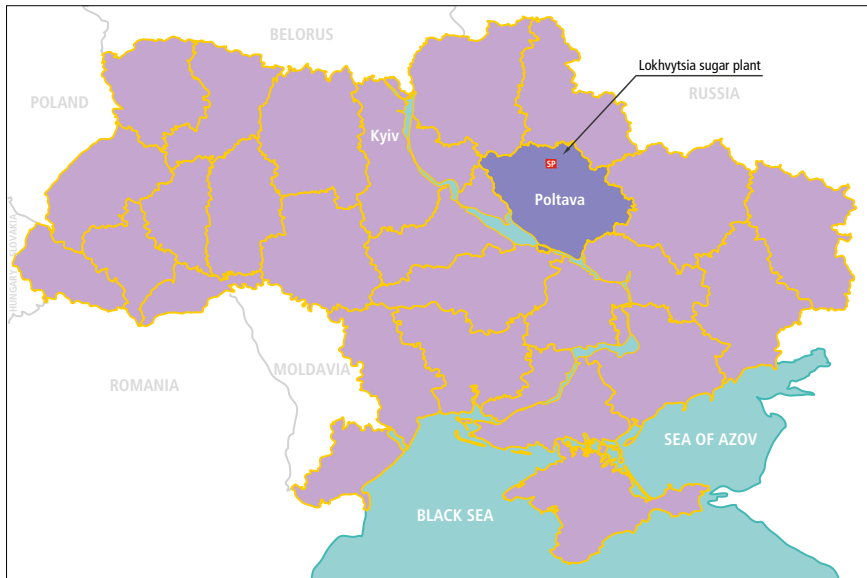 BELORUS
Lokhvytsia sugar plant
POLAND
RUSSIA
Kyiv
SP
Poltava
HUNGARY
SLOVAKIA
MOLDAVIA
ROMANIA
SEA OF AZOV
BLACK SEA